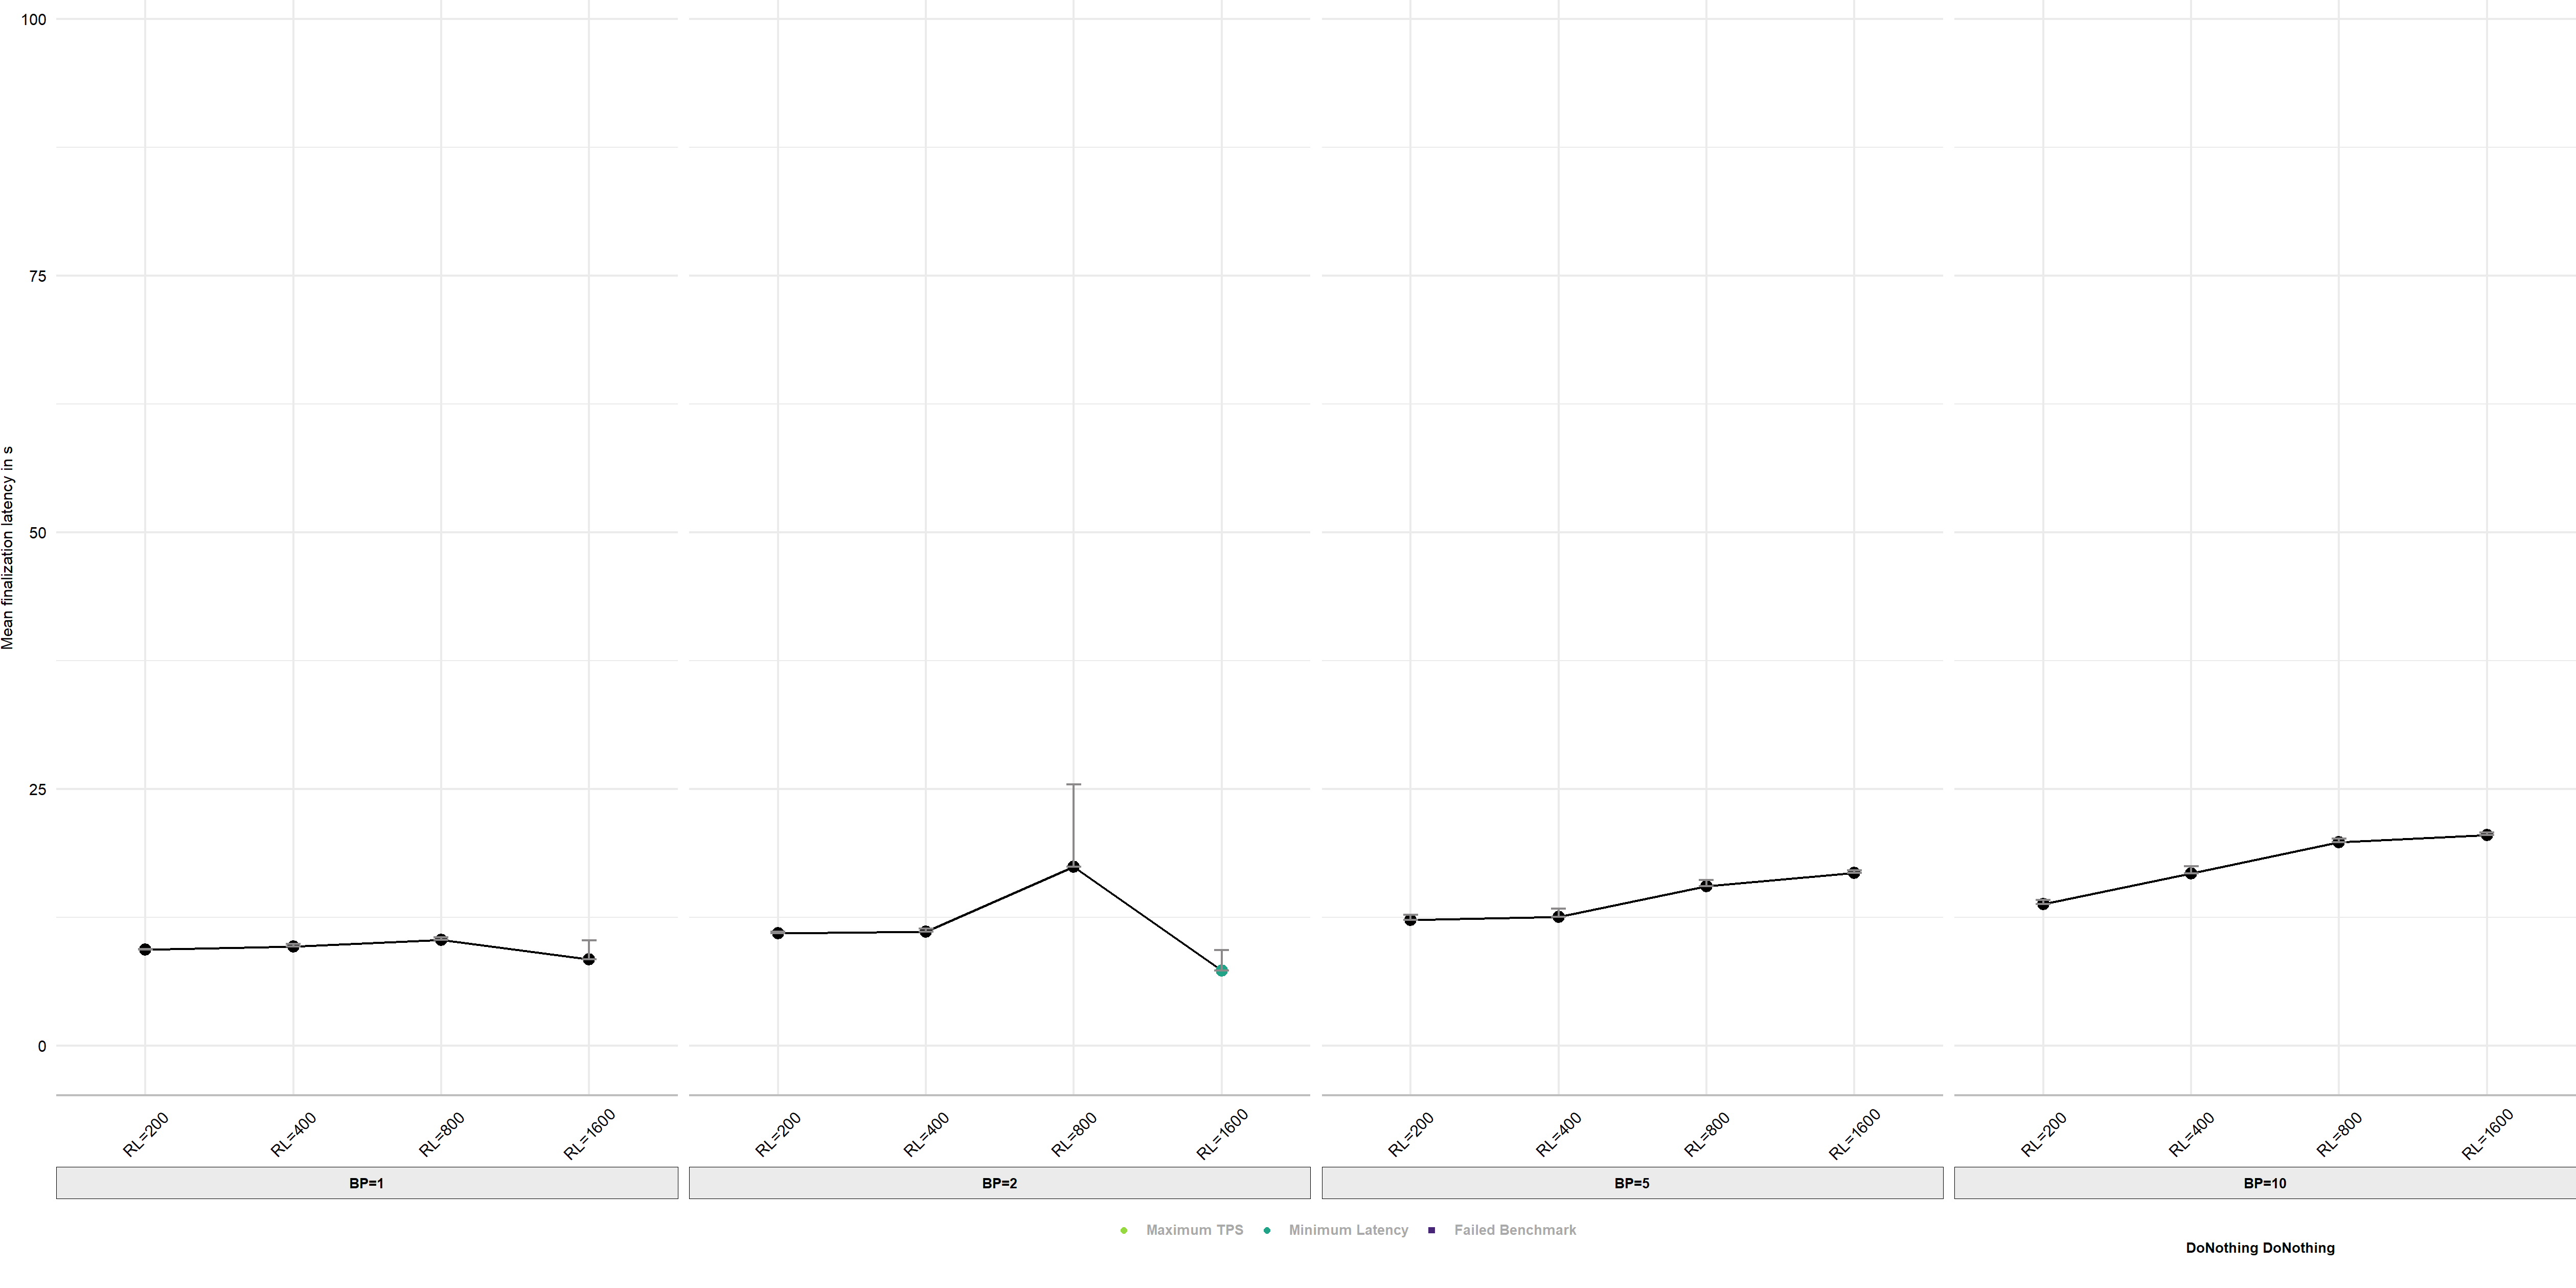 100
75
50
25
0
Mean finalization latency in s
RL=200 RL=400 RL=800 RL=1600 RL=200 RL=400 RL=800 RL=1600 RL=200 RL=400 RL=800 RL=1600 RL=200 RL=400 RL=800 RL=1600
BP=1 BP=2 BP=5 BP=10
Maximum TPS Minimum Latency Failed Benchmark
DoNothing DoNothing